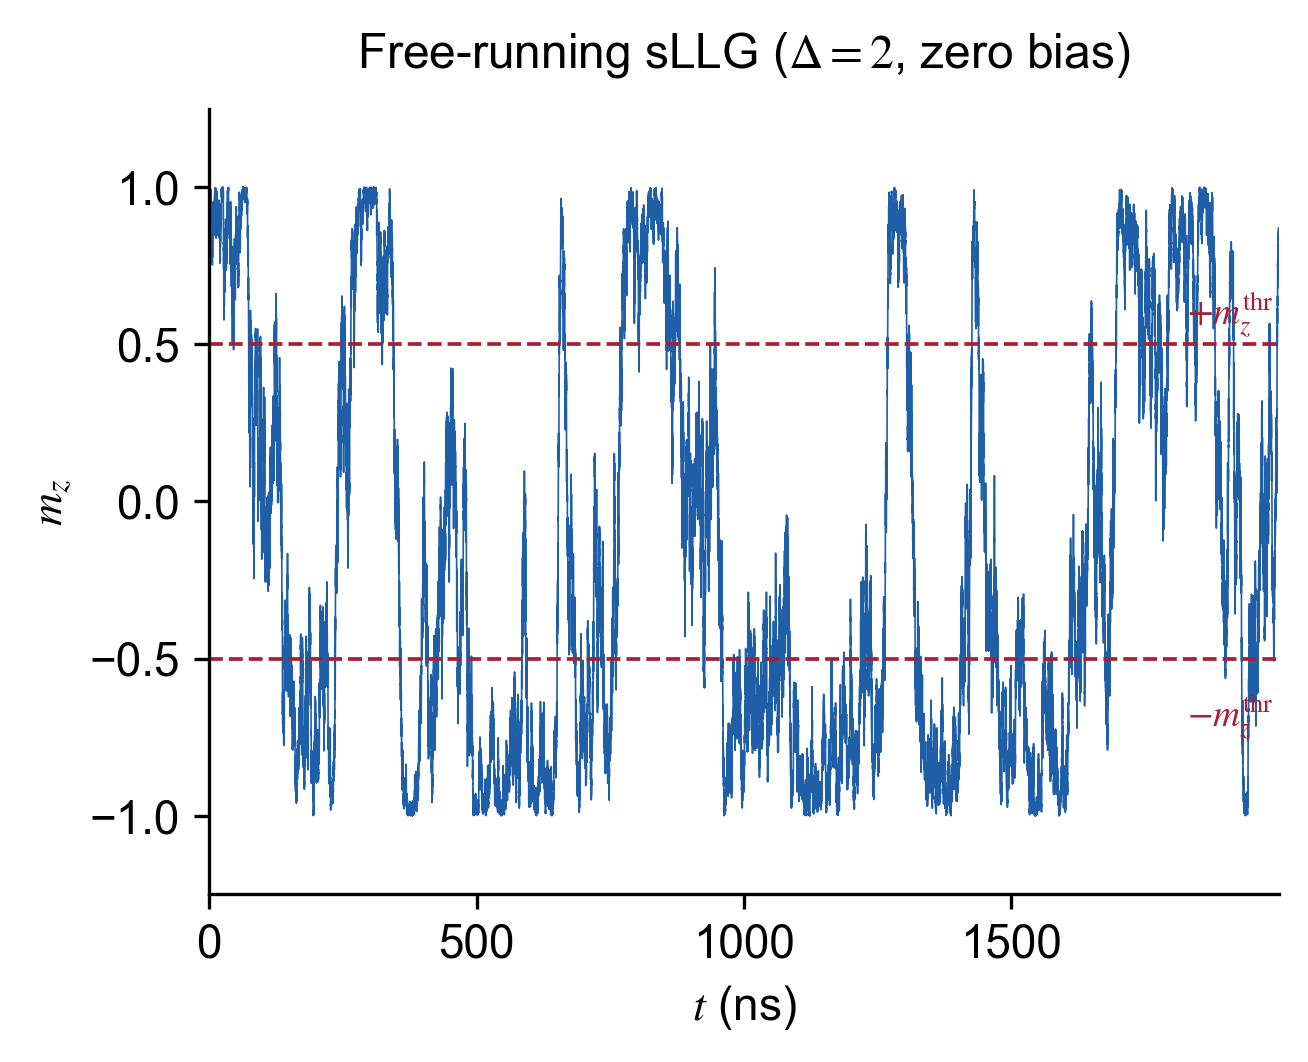 Free-running sLLG (Δ = 2, zero bias)
1.0
0.5
0.0
−0.5
−1.0
m_z
+m_z^thr
−m_z^thr
0 500 1000 1500
t (ns)